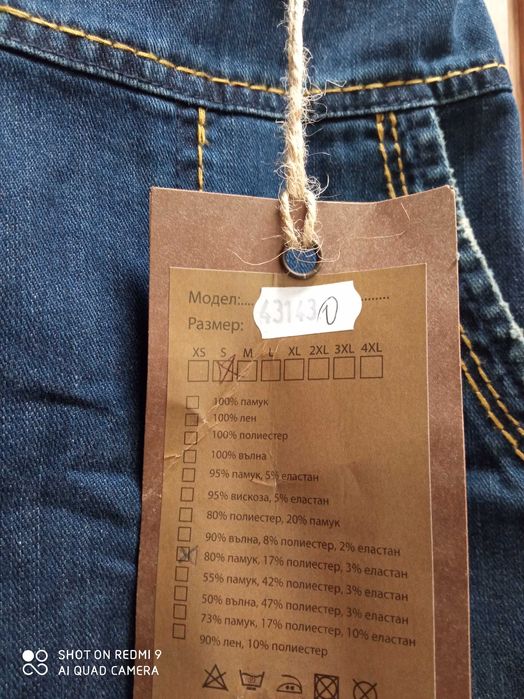 Модел:....43143.........
Размер:
XS S M L XL 2XL 3XL 4XL
100% памук
100% лен
100% полиестер
100% вълна
95% памук, 5% еластан
95% вискоза, 5% еластан
80% полиестер, 20% памук
90% вълна, 8% полиестер, 2% еластан
80% памук, 17% полиестер, 3% еластан
55% памук, 42% полиестер, 3% еластан
50% вълна, 47% полиестер, 3% еластан
73% памук, 17% полиестер, 10% еластан
90% лен, 10% полиестер
SHOT ON REDMI 9
AI QUAD CAMERA